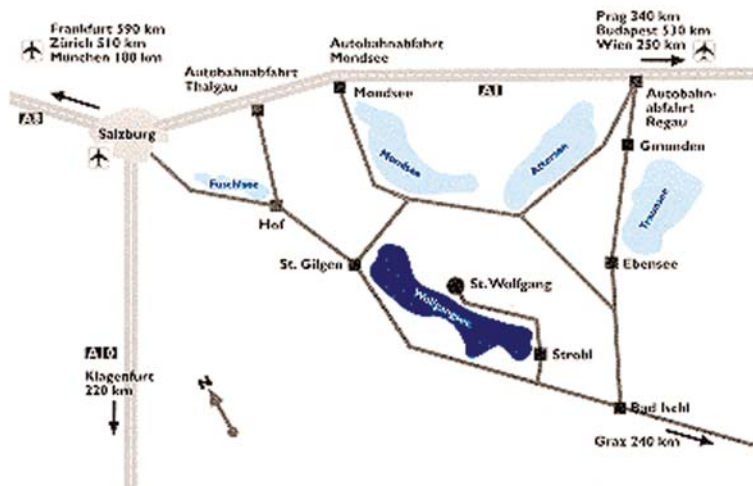 Frankfurt 590 km
Zürich 510 km
München 180 km
Prag 340 km
Budapest 530 km
Wien 250 km
Autobahnabfahrt
Mondsee
Autobahnabfahrt
Thalgau
A1
Mondsee
Autobahn-
abfahrt
Regau
A8
Salzburg
Gmunden
Mondsee
Attersee
Traunsee
Fuschlsee
Hof
St. Gilgen
Ebensee
St. Wolfgang
Wolfgangsee
Strobl
A10
Klagenfurt
220 km
N
Bad Ischl
Graz 240 km